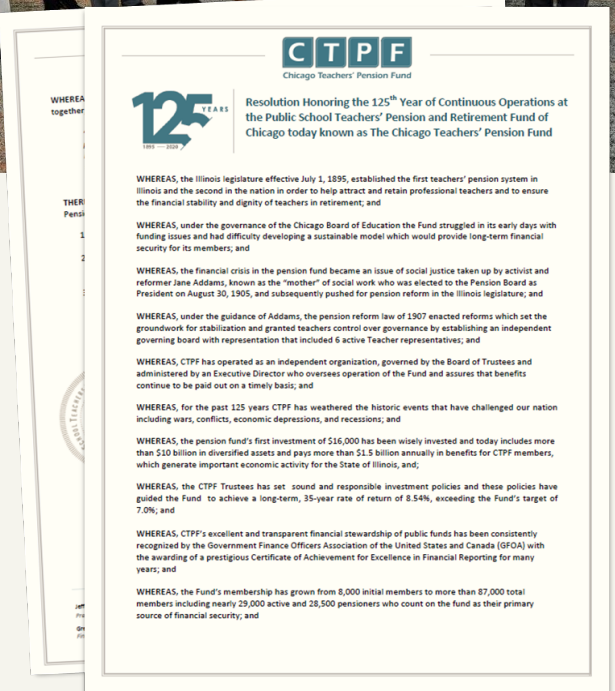 CTPF
Chicago Teachers' Pension Fund
125 YEARS
1895 — 2020
Resolution Honoring the 125th Year of Continuous Operations at
the Public School Teachers' Pension and Retirement Fund of
Chicago today known as The Chicago Teachers' Pension Fund
WHEREAS, the Illinois legislature effective July 1, 1895, established the first teachers' pension system in
Illinois and the second in the nation in order to help attract and retain professional teachers and to ensure
the financial stability and dignity of teachers in retirement; and
WHEREAS, under the governance of the Chicago Board of Education the Fund struggled in its early days with
funding issues and had difficulty developing a sustainable model which would provide long-term financial
security for its members; and
WHEREAS, the financial crisis in the pension fund became an issue of social justice taken up by activist and
reformer Jane Addams, known as the “mother” of social work who was elected to the Pension Board as
President on August 30, 1905, and subsequently pushed for pension reform in the Illinois legislature; and
WHEREAS, under the guidance of Addams, the pension reform law of 1907 enacted reforms which set the
groundwork for stabilization and granted teachers control over governance by establishing an independent
governing board with representation that included 6 active Teacher representatives; and
WHEREAS, CTPF has operated as an independent organization, governed by the Board of Trustees and
administered by an Executive Director who oversees operation of the Fund and assures that benefits
continue to be paid out on a timely basis; and
WHEREAS, for the past 125 years CTPF has weathered the historic events that have challenged our nation
including wars, conflicts, economic depressions, and recessions; and
WHEREAS, the pension fund's first investment of $16,000 has been wisely invested and today includes more
than $10 billion in diversified assets and pays more than $1.5 billion annually in benefits for CTPF members,
which generate important economic activity for the State of Illinois, and;
WHEREAS, the CTPF Trustees has set sound and responsible investment policies and these policies have
guided the Fund to achieve a long-term, 35-year rate of return of 8.54%, exceeding the Fund's target of
7.0%; and
WHEREAS, CTPF's excellent and transparent financial stewardship of public funds has been consistently
recognized by the Government Finance Officers Association of the United States and Canada (GFOA) with
the awarding of a prestigious Certificate of Achievement for Excellence in Financial Reporting for many
years; and
WHEREAS, the Fund's membership has grown from 8,000 initial members to more than 87,000 total
members including nearly 29,000 active and 28,500 pensioners who count on the fund as their primary
source of financial security; and
WHEREA
together
THER
Pensi
1
2
Jeff